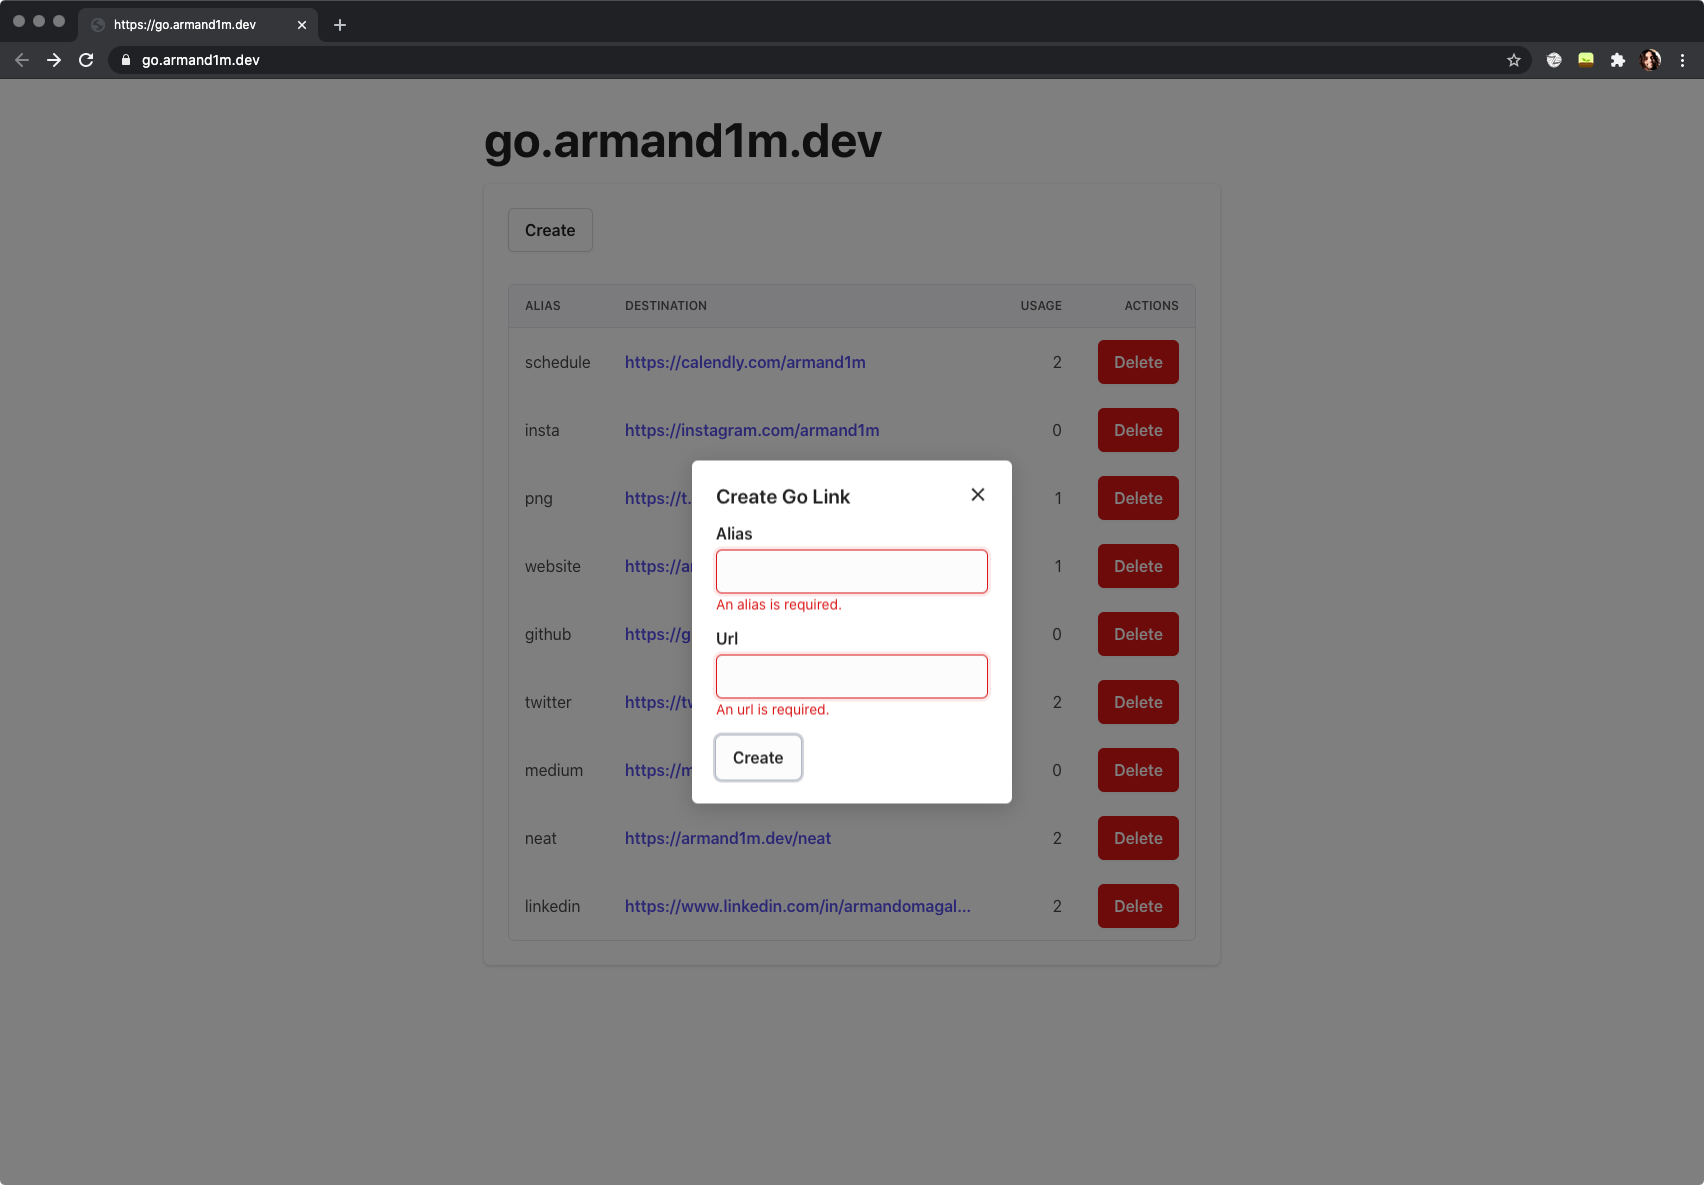 https://go.armand1m.dev
go.armand1m.dev
go.armand1m.dev
Create
ALIAS DESTINATION USAGE ACTIONS
schedule https://calendly.com/armand1m 2 Delete
insta https://instagram.com/armand1m 0 Delete
png https://t. 1 Delete
website https://a 1 Delete
github https://g 0 Delete
twitter https://tw 2 Delete
medium https://m 0 Delete
neat https://armand1m.dev/neat 2 Delete
linkedin https://www.linkedin.com/in/armandomagal... 2 Delete
Create Go Link
Alias
An alias is required.
Url
An url is required.
Create